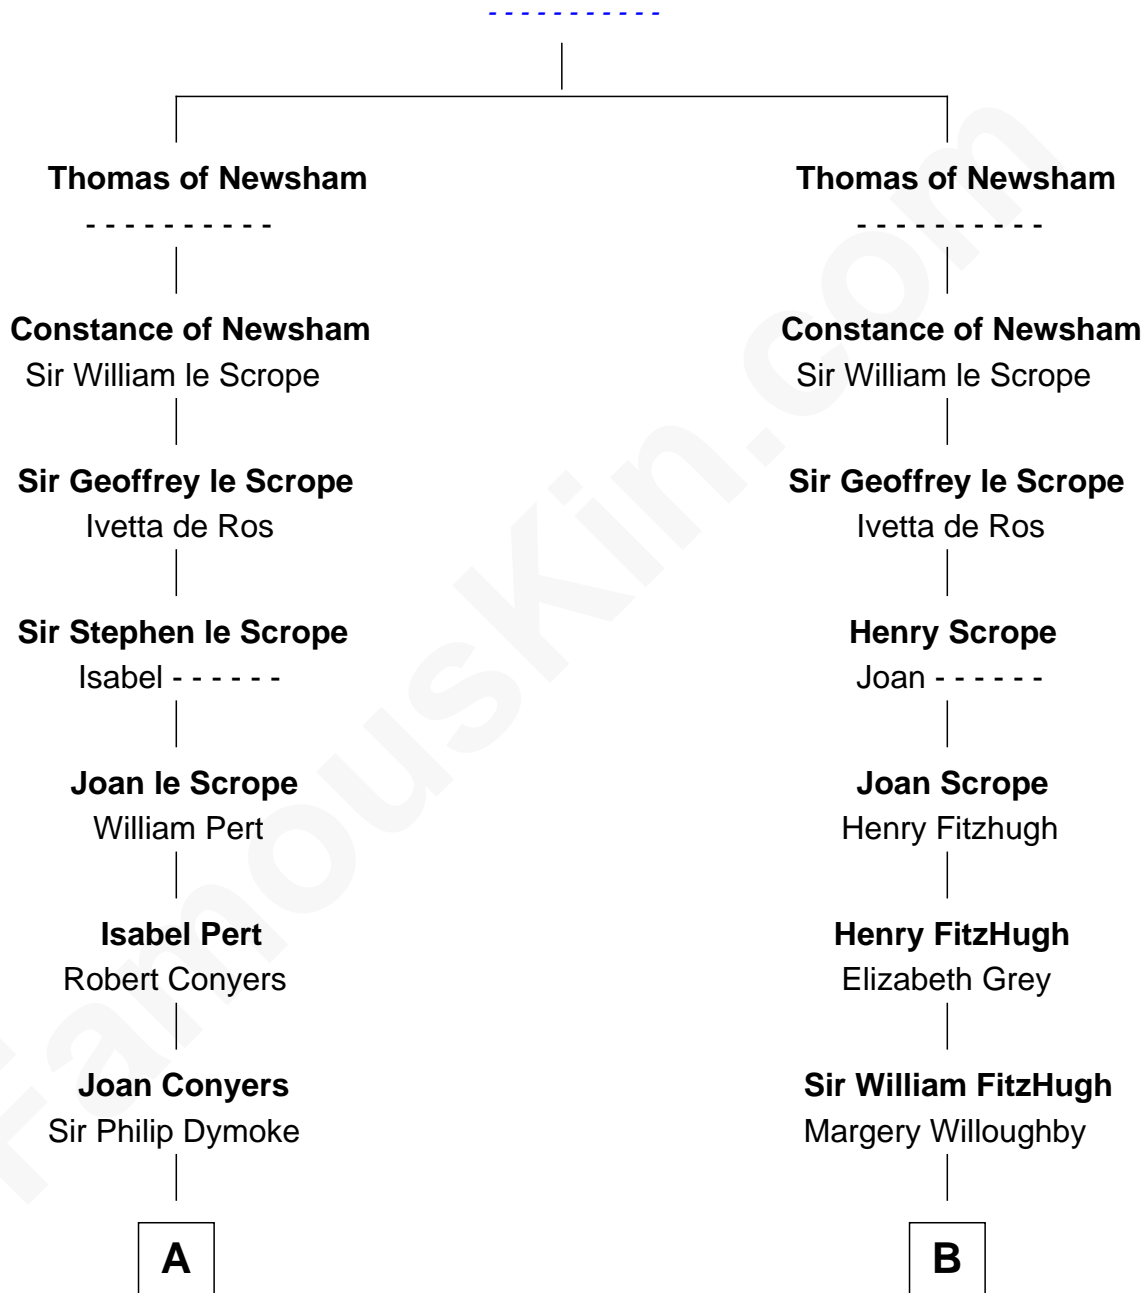 - - - - - - - - - - -
Thomas of Newsham
- - - - - - - - - -
Constance of Newsham
Sir William le Scrope
Sir Geoffrey le Scrope
Ivetta de Ros
Sir Stephen le Scrope
Isabel - - - - - -
Joan le Scrope
William Pert
Isabel Pert
Robert Conyers
Joan Conyers
Sir Philip Dymoke
A
Thomas of Newsham
- - - - - - - - - -
Constance of Newsham
Sir William le Scrope
Sir Geoffrey le Scrope
Ivetta de Ros
Henry Scrope
Joan - - - - - -
Joan Scrope
Henry Fitzhugh
Henry FitzHugh
Elizabeth Grey
Sir William FitzHugh
Margery Willoughby
B
FamousKin.com